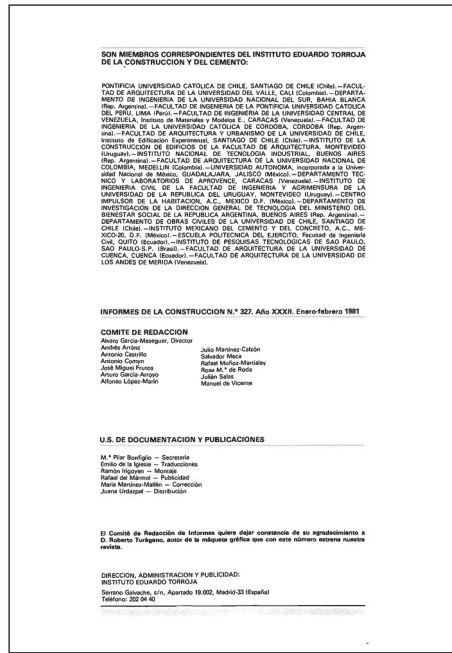 SON MIEMBROS CORRESPONDIENTES DEL INSTITUTO EDUARDO TORROJA
DE LA CONSTRUCCION Y DEL CEMENTO:
PONTIFICIA UNIVERSIDAD CATOLICA DE CHILE, SANTIAGO DE CHILE (Chile).—FACUL-
TAD DE ARQUITECTURA DE LA UNIVERSIDAD DEL VALLE, CALI (Colombia).—DEPARTA-
MENTO DE INGENIERIA DE LA UNIVERSIDAD NACIONAL DEL SUR, BAHIA BLANCA
(Rep. Argentina).—FACULTAD DE INGENIERIA DE LA PONTIFICIA UNIVERSIDAD CATOLICA
DEL PERU, LIMA (Perú).—FACULTAD DE INGENIERIA DE LA UNIVERSIDAD CENTRAL DE
VENEZUELA, Instituto de Materiales y Modelos E., CARACAS (Venezuela).—FACULTAD DE
INGENIERIA DE LA UNIVERSIDAD CATOLICA DE CORDOBA, CORDOBA (Rep. Argen-
tina).—FACULTAD DE ARQUITECTURA Y URBANISMO DE LA UNIVERSIDAD DE CHILE,
Instituto de Edificación Experimental, SANTIAGO DE CHILE (Chile).—INSTITUTO DE LA
CONSTRUCCION DE EDIFICIOS DE LA FACULTAD DE ARQUITECTURA, MONTEVIDEO
(Uruguay).—INSTITUTO NACIONAL DE TECNOLOGIA INDUSTRIAL, BUENOS AIRES
(Rep. Argentina).—FACULTAD DE ARQUITECTURA DE LA UNIVERSIDAD NACIONAL DE
COLOMBIA, MEDELLIN (Colombia).—UNIVERSIDAD AUTONOMA, incorporada a la Univer-
sidad Nacional de México, GUADALAJARA, JALISCO (México).—DEPARTAMENTO TEC-
NICO Y LABORATORIOS DE APROVENCE, CARACAS (Venezuela).—INSTITUTO DE
INGENIERIA CIVIL DE LA FACULTAD DE INGENIERIA Y AGRIMENSURA DE LA
UNIVERSIDAD DE LA REPUBLICA DEL URUGUAY, MONTEVIDEO (Uruguay).—CENTRO
IMPULSOR DE LA HABITACION, A.C., MEXICO D.F. (México).—DEPARTAMENTO DE
INVESTIGACION DE LA DIRECCION GENERAL DE TECNOLOGIA DEL MINISTERIO DEL
BIENESTAR SOCIAL DE LA REPUBLICA ARGENTINA, BUENOS AIRES (Rep. Argentina).—
DEPARTAMENTO DE OBRAS CIVILES DE LA UNIVERSIDAD DE CHILE, SANTIAGO DE
CHILE (Chile).—INSTITUTO MEXICANO DEL CEMENTO Y DEL CONCRETO, A.C., ME-
XICO-20, D.F. (México).—ESCUELA POLITECNICA DEL EJERCITO, Facultad de Ingeniería
Civil, QUITO (Ecuador).—INSTITUTO DE PESQUISAS TECNOLOGICAS DE SAO PAULO,
SAO PAULO-S.P. (Brasil).—FACULTAD DE ARQUITECTURA DE LA UNIVERSIDAD DE
CUENCA, CUENCA (Ecuador).—FACULTAD DE ARQUITECTURA DE LA UNIVERSIDAD DE
LOS ANDES DE MERIDA (Venezuela).
INFORMES DE LA CONSTRUCCION N.º 327. Año XXXII. Enero-febrero 1981
COMITE DE REDACCION
Alvaro García-Meseguer, Director
Andrés Arránz
Antonio Castrillo
Antonio Comyn
José Miguel Frutos
Arturo García-Arroyo
Alfonso López-Marín
Julio Martínez-Calzón
Salvador Meca
Rafael Muñoz-Martialay
Rosa M.ª de Roda
Julián Salas
Manuel de Vicente
U.S. DE DOCUMENTACION Y PUBLICACIONES
M.ª Pilar Bonfiglio — Secretaría
Emilio de la Iglesia — Traducciones
Ramón Irigoyen — Montaje
Rafael del Mármol — Publicidad
María Martínez-Mallén — Corrección
Juana Urdazpal — Distribución
El Comité de Redacción de Informes quiere dejar constancia de su agradecimiento a
D. Roberto Turégano, autor de la máqueta gráfica que con este número estrena nuestra
revista.
DIRECCION, ADMINISTRACION Y PUBLICIDAD:
INSTITUTO EDUARDO TORROJA
Serrano Galvache, s/n, Apartado 19.002, Madrid-33 (España)
Teléfono: 202 04 40